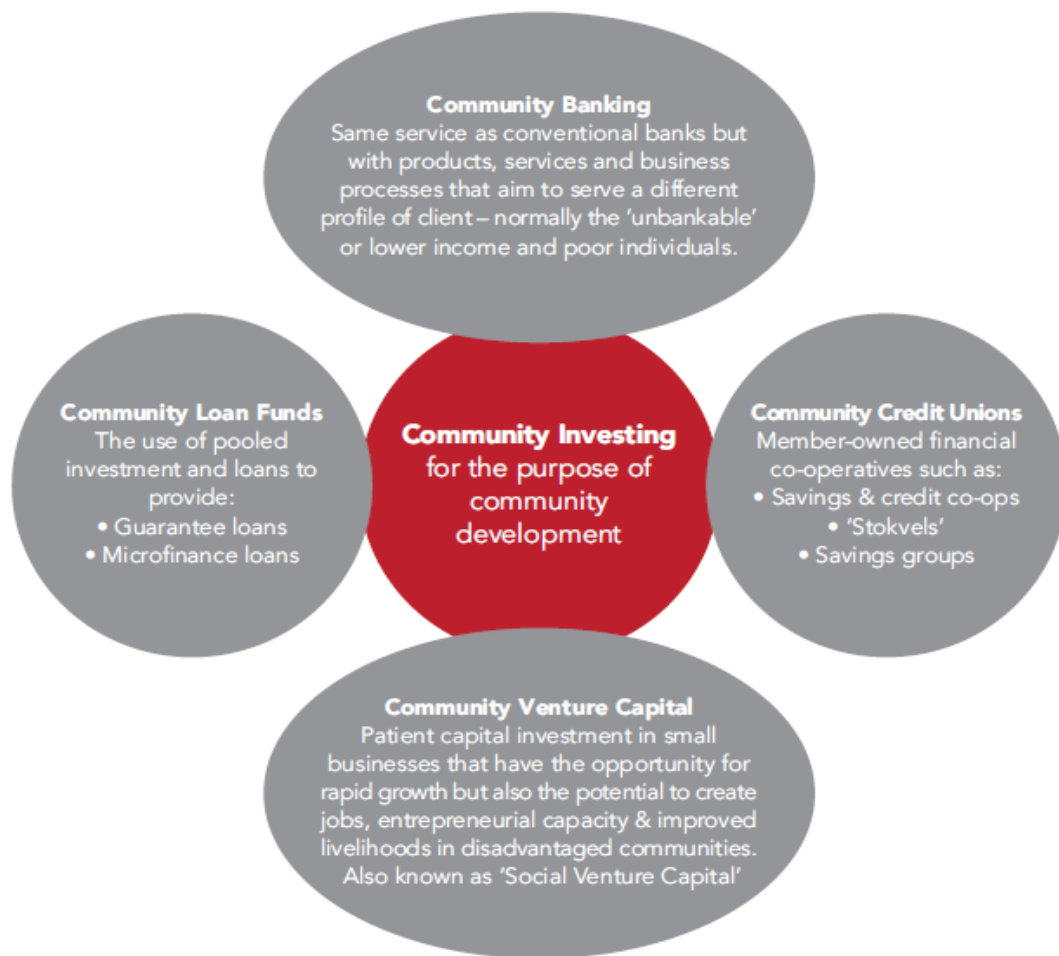 Community Banking
Same service as conventional banks but
with products, services and business
processes that aim to serve a different
profile of client – normally the ‘unbankable’
or lower income and poor individuals.
Community Loan Funds
The use of pooled
investment and loans to
provide:
• Guarantee loans
• Microfinance loans
Community Investing
for the purpose of
community
development
Community Credit Unions
Member-owned financial
co-operatives such as:
• Savings & credit co-ops
• ‘Stokvels’
• Savings groups
Community Venture Capital
Patient capital investment in small
businesses that have the opportunity for
rapid growth but also the potential to create
jobs, entrepreneurial capacity & improved
livelihoods in disadvantaged communities.
Also known as ‘Social Venture Capital’